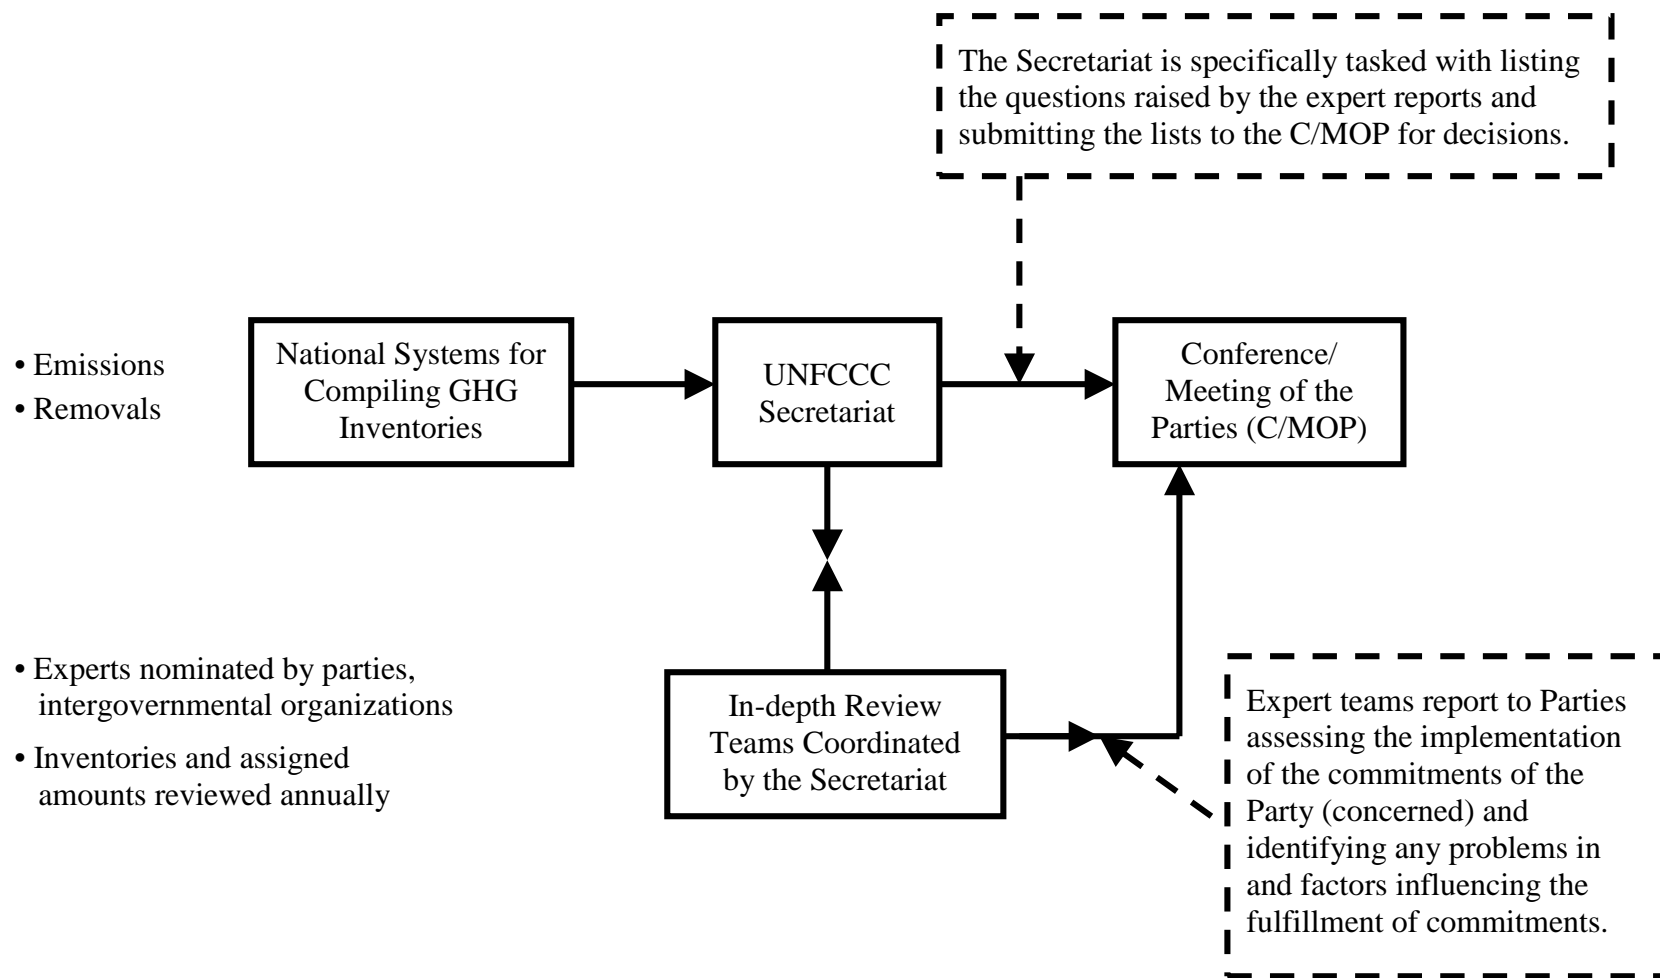 The Secretariat is specifically tasked with listing
the questions raised by the expert reports and
submitting the lists to the C/MOP for decisions.
• Emissions
• Removals
National Systems for
Compiling GHG
Inventories
UNFCCC
Secretariat
Conference/
Meeting of the
Parties (C/MOP)
• Experts nominated by parties,
intergovernmental organizations
• Inventories and assigned
amounts reviewed annually
In-depth Review
Teams Coordinated
by the Secretariat
Expert teams report to Parties
assessing the implementation
of the commitments of the
Party (concerned) and
identifying any problems in
and factors influencing the
fulfillment of commitments.